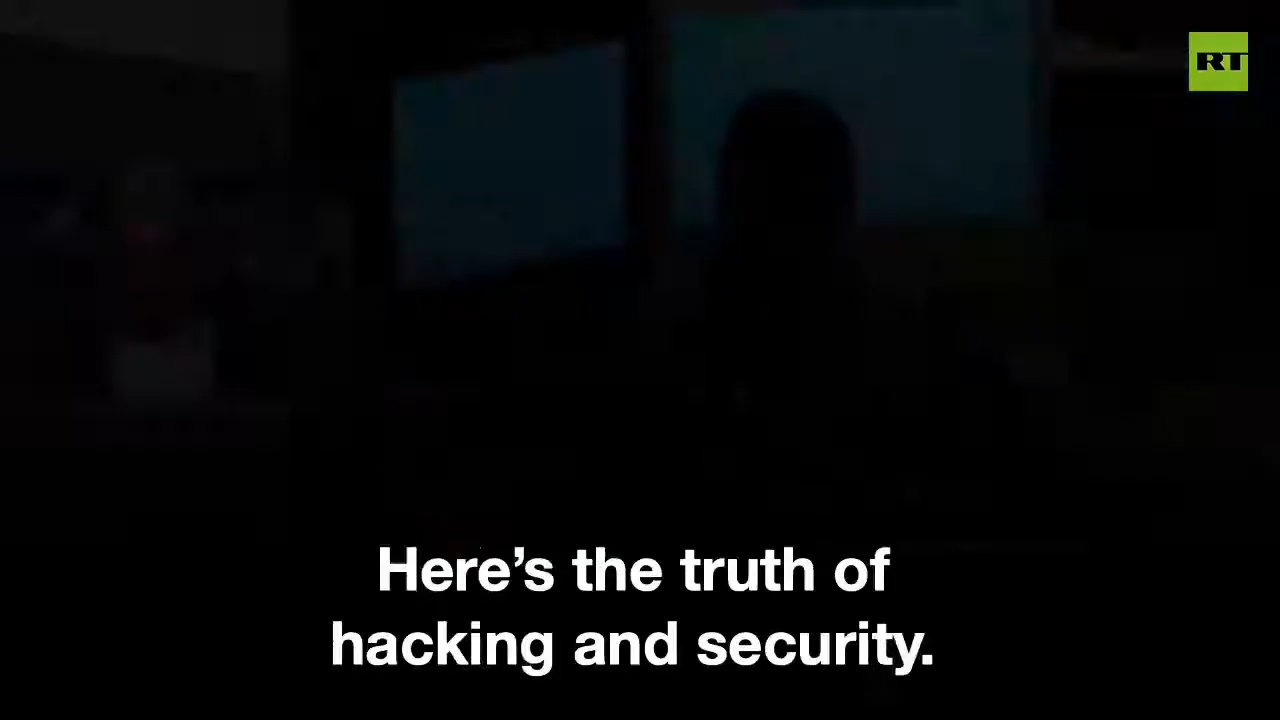 RT
Here’s the truth of
hacking and security.